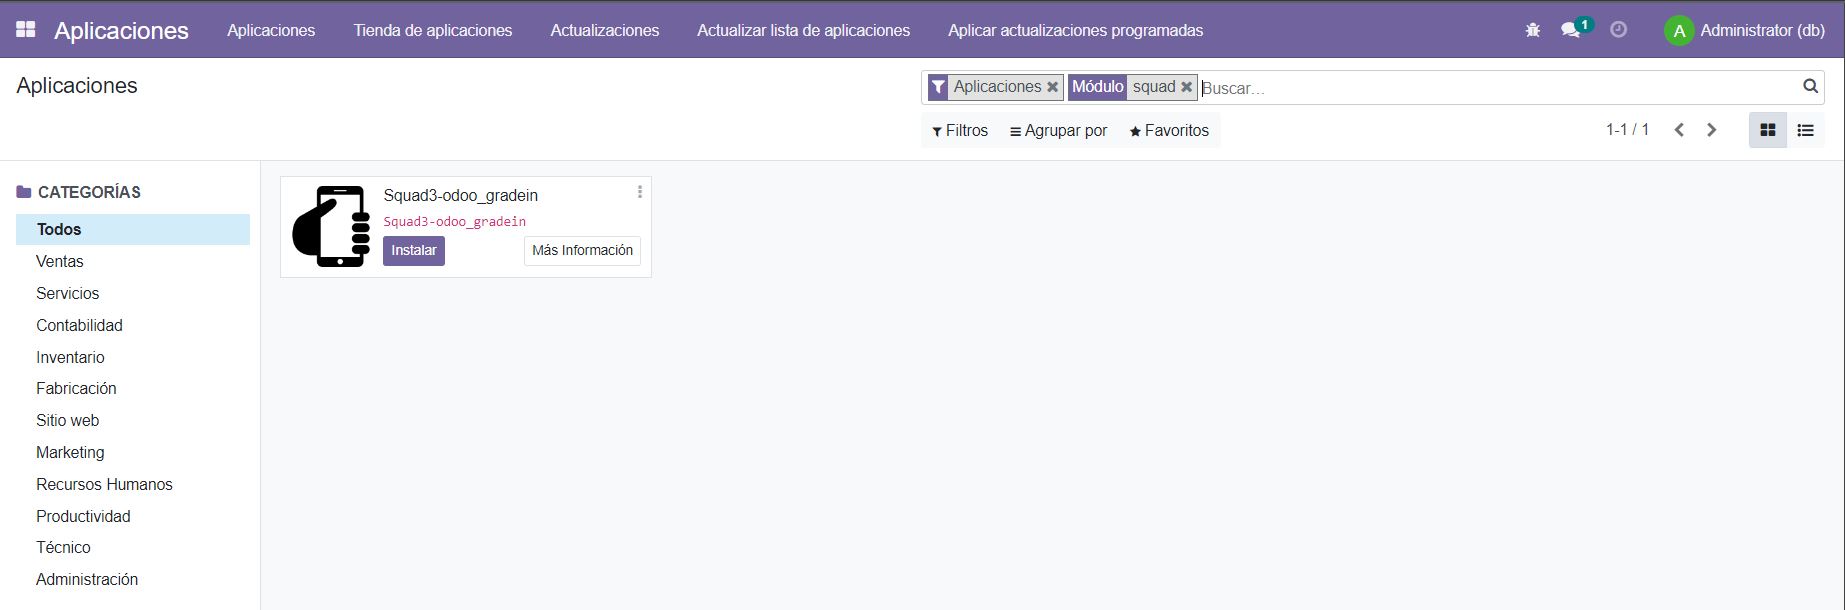 Aplicaciones Aplicaciones Tienda de aplicaciones Actualizaciones Actualizar lista de aplicaciones Aplicar actualizaciones programadas 1 A Administrator (db)
Aplicaciones
Aplicaciones Módulo squad Buscar...
Filtros Agrupar por Favoritos 1-1 / 1
CATEGORÍAS
Todos
Ventas
Servicios
Contabilidad
Inventario
Fabricación
Sitio web
Marketing
Recursos Humanos
Productividad
Técnico
Administración
Squad3-odoo_gradein
Squad3-odoo_gradein
Instalar Más Información